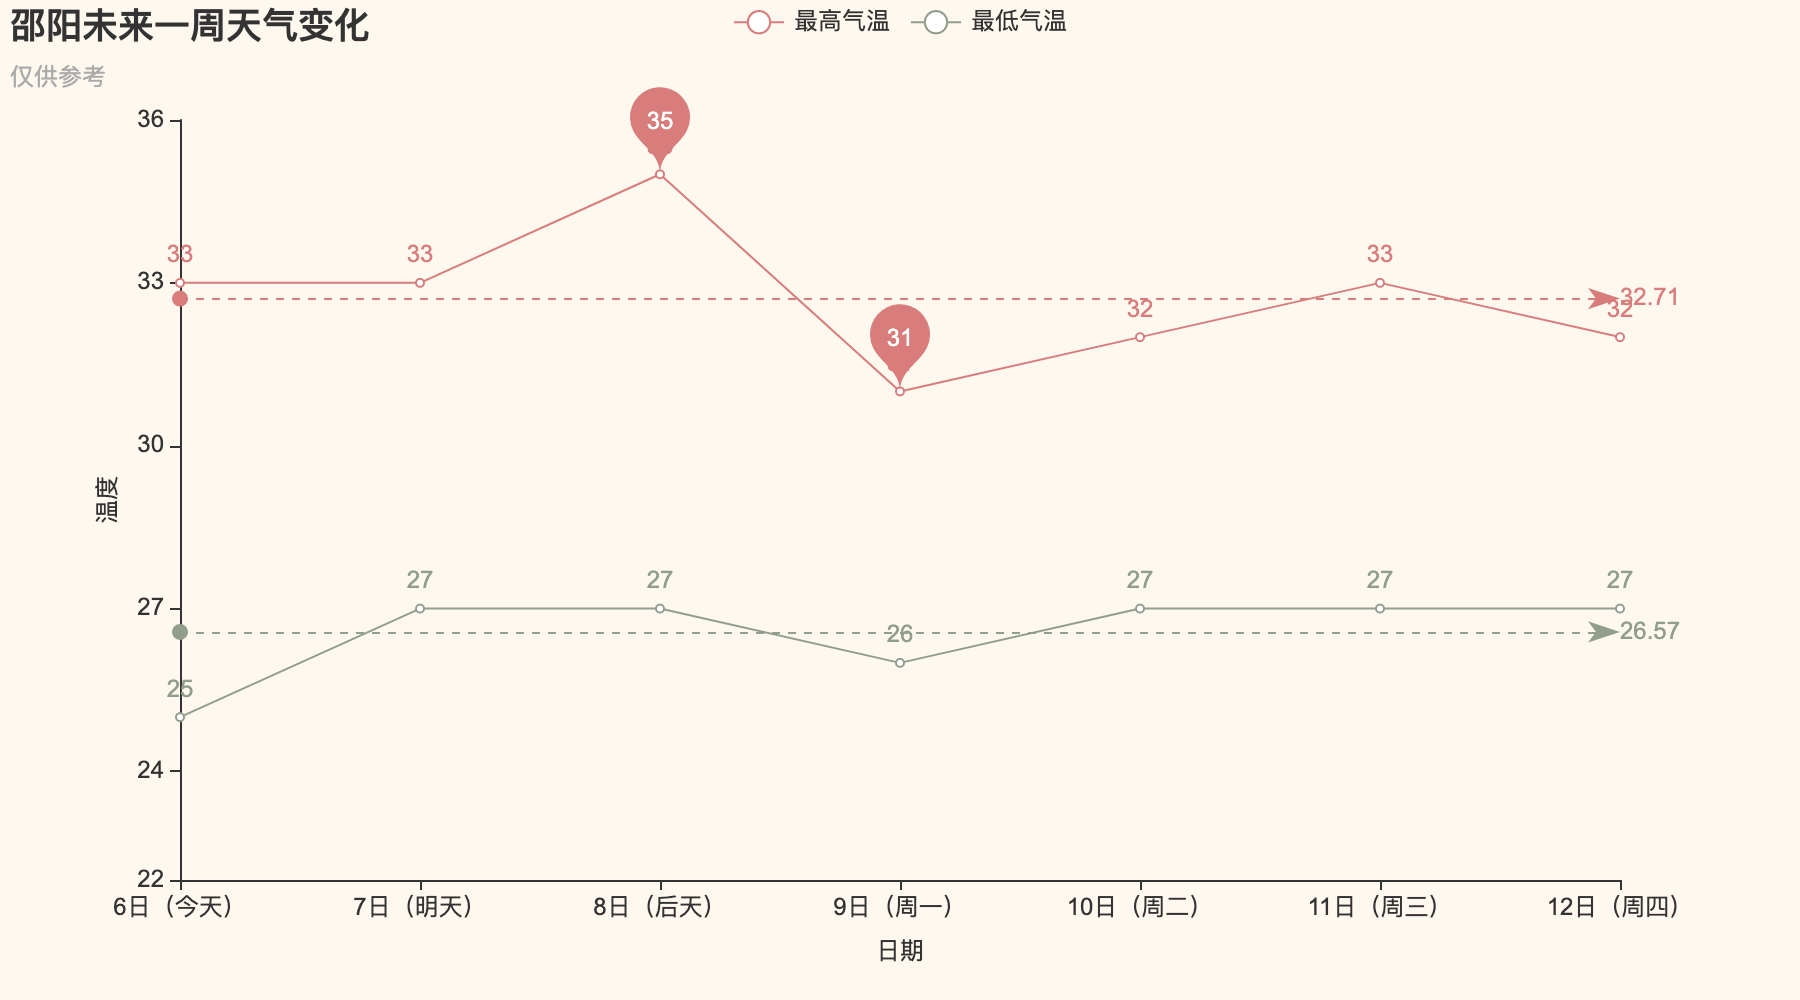 邵阳未来一周天气变化
仅供参考
最高气温
最低气温
36
33
30
27
24
22
温度
33
33
35
31
32
33
32
32.71
25
27
27
26
27
27
27
26.57
6日（今天）
7日（明天）
8日（后天）
9日（周一）
10日（周二）
11日（周三）
12日（周四）
日期